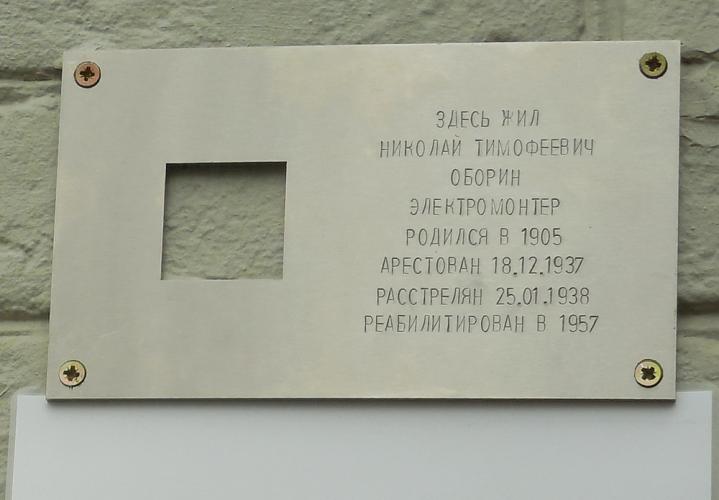 ЗДЕСЬ ЖИЛ
НИКОЛАЙ ТИМОФЕЕВИЧ
ОБОРИН
ЭЛЕКТРОМОНТЕР
РОДИЛСЯ В 1905
АРЕСТОВАН 18.12.1937
РАССТРЕЛЯН 25.01.1938
РЕАБИЛИТИРОВАН В 1957